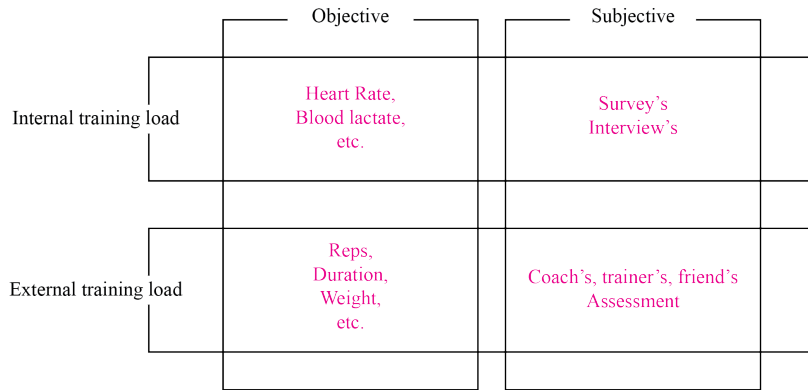 Objective
Subjective
Internal training load
Heart Rate,
Blood lactate,
etc.
Survey's
Interview's
External training load
Reps,
Duration,
Weight,
etc.
Coach's, trainer's, friend's
Assessment